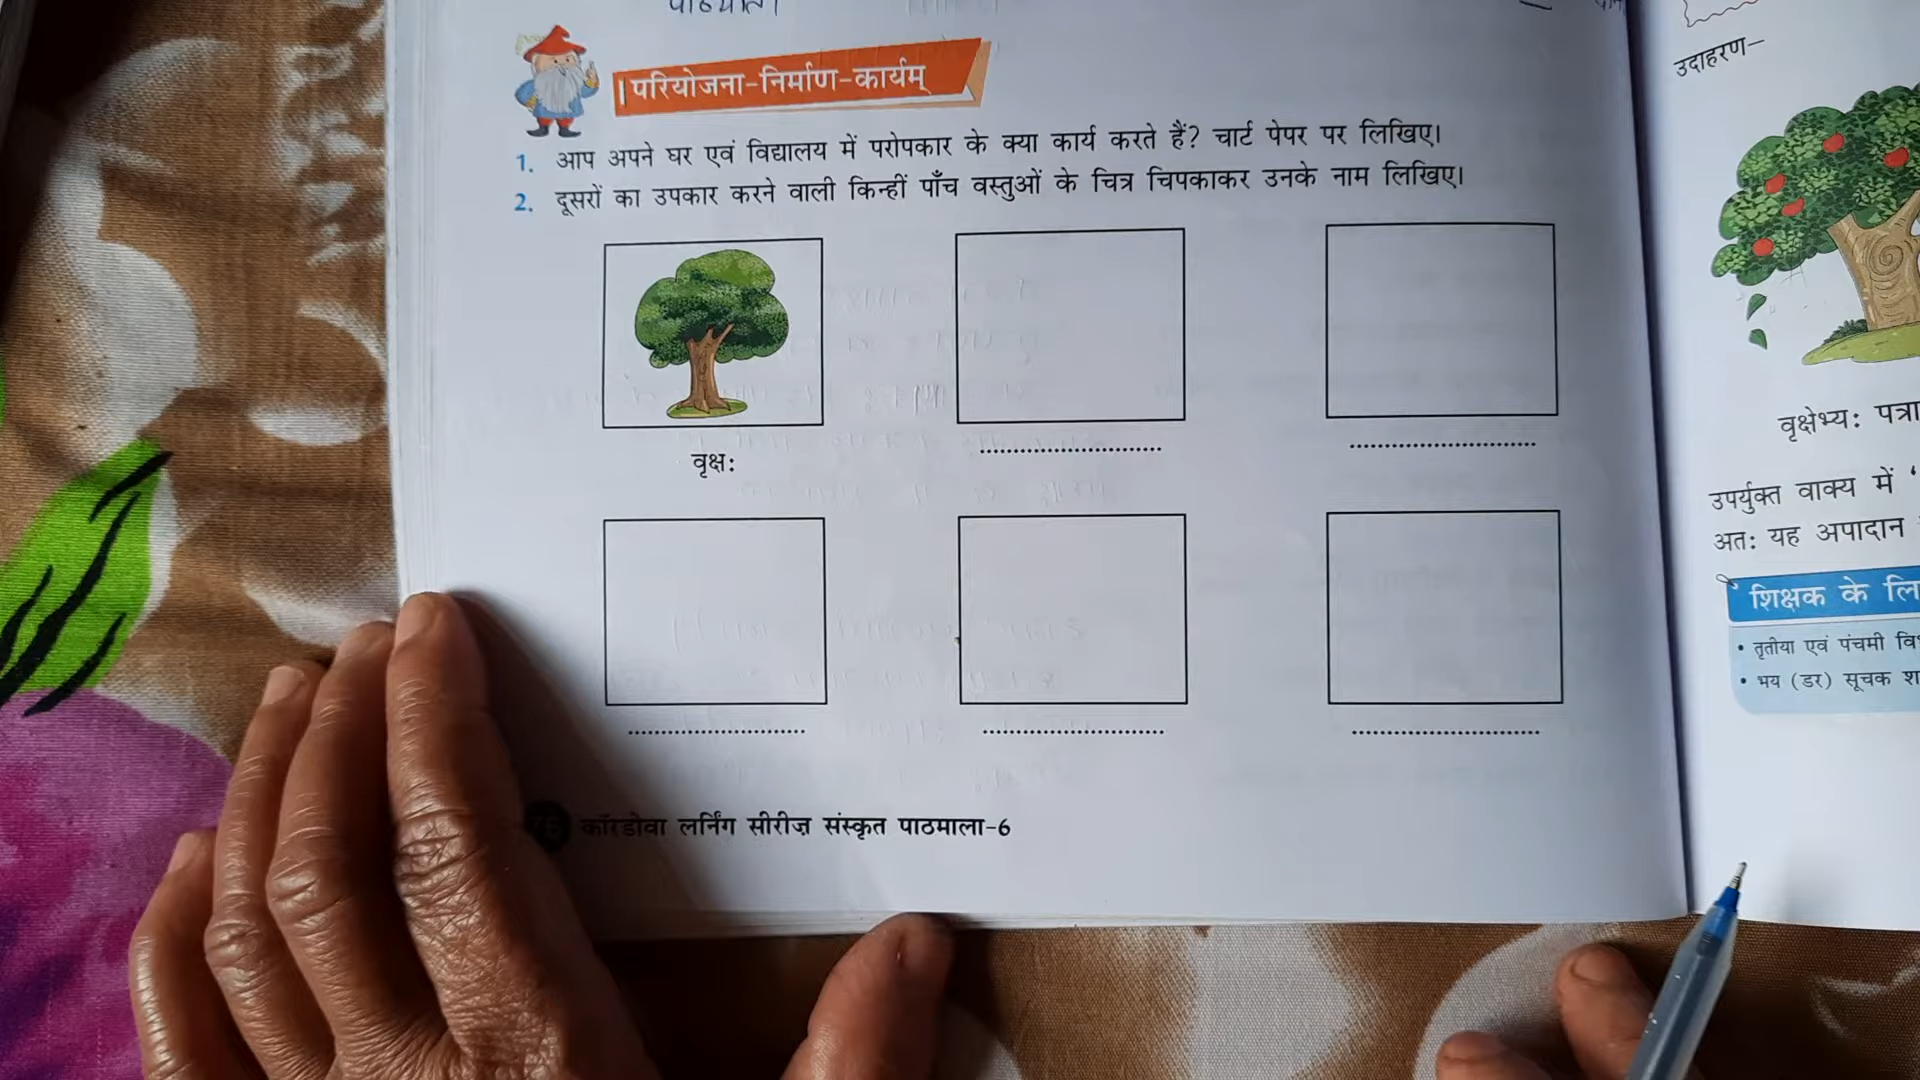 परियोजना-निर्माण-कार्यम्
1. आप अपने घर एवं विद्यालय में परोपकार के क्या कार्य करते हैं? चार्ट पेपर पर लिखिए।
2. दूसरों का उपकार करने वाली किन्हीं पाँच वस्तुओं के चित्र चिपकाकर उनके नाम लिखिए।
वृक्षः
कॉरडोवा लर्निंग सीरीज़ संस्कृत पाठमाला-6
उदाहरण–
वृक्षेभ्यः पत्रा
उपर्युक्त वाक्य में '
अतः यह अपादान
शिक्षक के लि
• तृतीया एवं पंचमी वि
• भय (डर) सूचक श